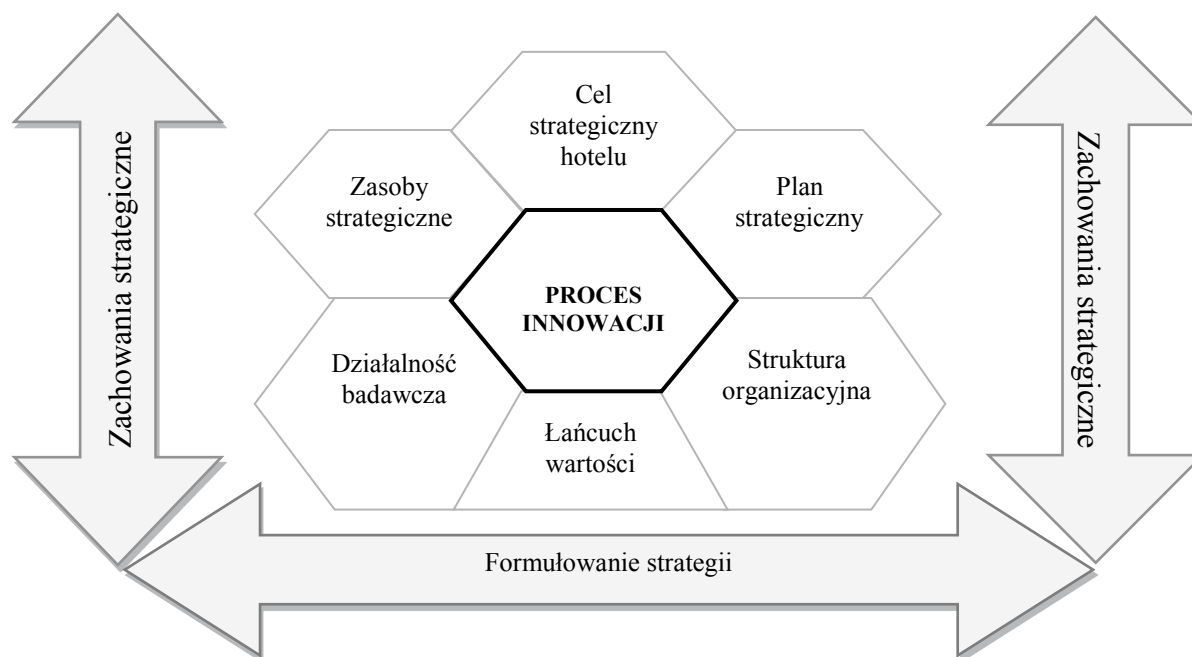 Zachowania strategiczne
Cel
strategiczny
hotelu
Zasoby
strategiczne
Plan
strategiczny
PROCES
INNOWACJI
Działalność
badawcza
Struktura
organizacyjna
Łańcuch
wartości
Zachowania strategiczne
Formułowanie strategii